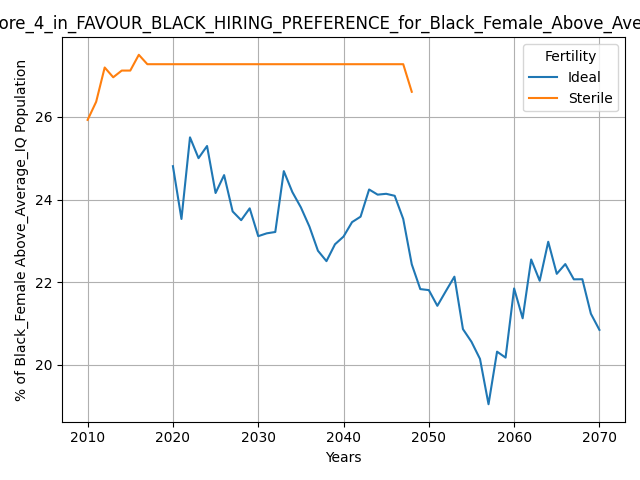 ore_4_in_FAVOUR_BLACK_HIRING_PREFERENCE_for_Black_Female_Above_Ave
Fertility
Ideal
Sterile
% of Black_Female Above_Average_IQ Population
26
24
22
20
2010 2020 2030 2040 2050 2060 2070
Years